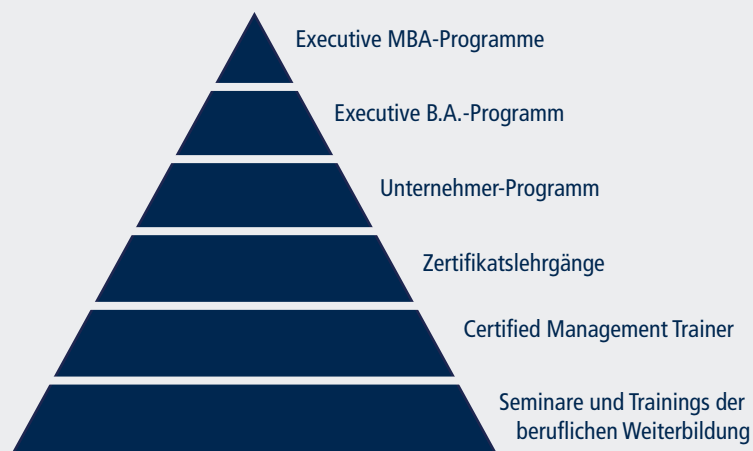 Executive MBA-Programme
Executive B.A.-Programm
Unternehmer-Programm
Zertifikatslehrgänge
Certified Management Trainer
Seminare und Trainings der
beruflichen Weiterbildung